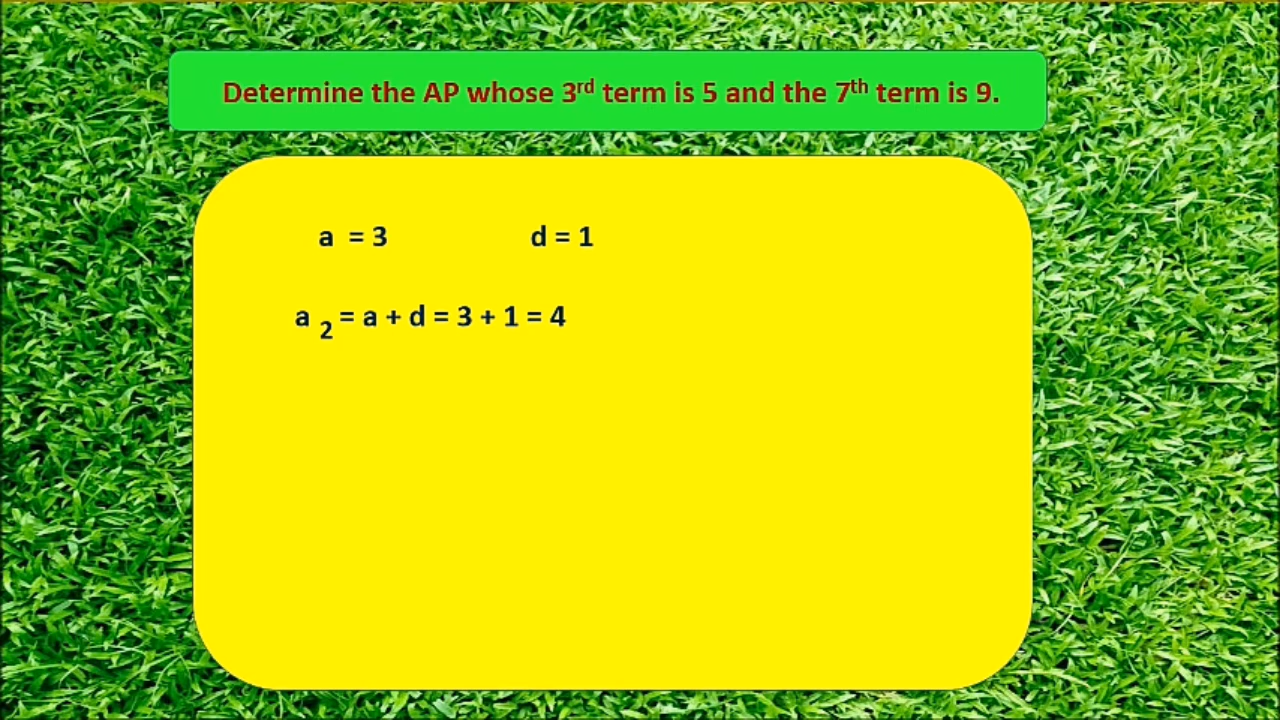 Determine the AP whose 3rd term is 5 and the 7th term is 9.
a = 3 d = 1
a 2 = a + d = 3 + 1 = 4